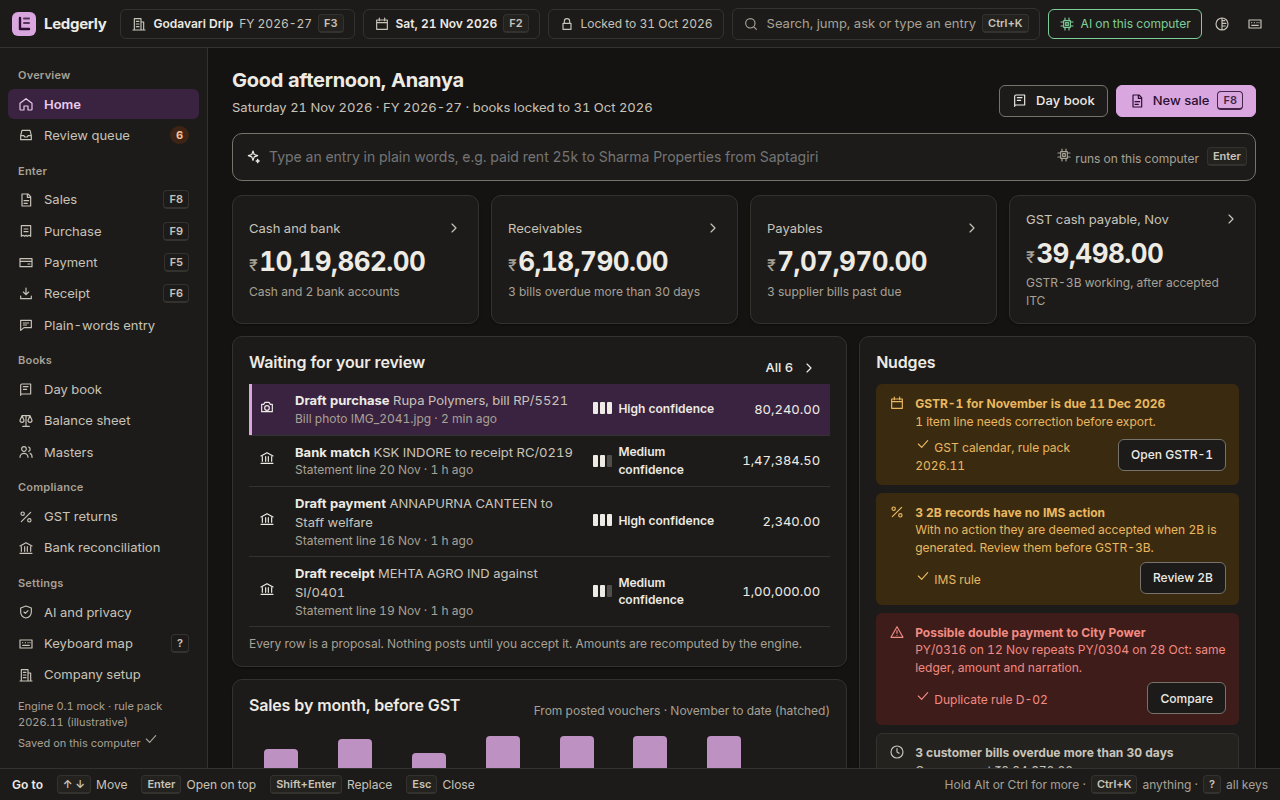 Ledgerly
Godavari Drip FY 2026-27 F3
Sat, 21 Nov 2026 F2
Locked to 31 Oct 2026
Search, jump, ask or type an entry Ctrl+K
AI on this computer
Overview
Home
Review queue 6
Enter
Sales F8
Purchase F9
Payment F5
Receipt F6
Plain-words entry
Books
Day book
Balance sheet
Masters
Compliance
GST returns
Bank reconciliation
Settings
AI and privacy
Keyboard map ?
Company setup
Engine 0.1 mock · rule pack
2026.11 (illustrative)
Saved on this computer
Good afternoon, Ananya
Saturday 21 Nov 2026 · FY 2026-27 · books locked to 31 Oct 2026
Day book
New sale F8
Type an entry in plain words, e.g. paid rent 25k to Sharma Properties from Saptagiri
runs on this computer Enter
Cash and bank
₹10,19,862.00
Cash and 2 bank accounts
Receivables
₹6,18,790.00
3 bills overdue more than 30 days
Payables
₹7,07,970.00
3 supplier bills past due
GST cash payable, Nov
₹39,498.00
GSTR-3B working, after accepted
ITC
Waiting for your review
All 6
Draft purchase Rupa Polymers, bill RP/5521
Bill photo IMG_2041.jpg · 2 min ago
High confidence
80,240.00
Bank match KSK INDORE to receipt RC/0219
Statement line 20 Nov · 1 h ago
Medium
confidence
1,47,384.50
Draft payment ANNAPURNA CANTEEN to
Staff welfare
Statement line 16 Nov · 1 h ago
High confidence
2,340.00
Draft receipt MEHTA AGRO IND against
SI/0401
Statement line 19 Nov · 1 h ago
Medium
confidence
1,00,000.00
Every row is a proposal. Nothing posts until you accept it. Amounts are recomputed by the engine.
Sales by month, before GST
From posted vouchers · November to date (hatched)
Nudges
GSTR-1 for November is due 11 Dec 2026
1 item line needs correction before export.
GST calendar, rule pack
2026.11
Open GSTR-1
3 2B records have no IMS action
With no action they are deemed accepted when 2B is
generated. Review them before GSTR-3B.
IMS rule
Review 2B
Possible double payment to City Power
PY/0316 on 12 Nov repeats PY/0304 on 28 Oct: same
ledger, amount and narration.
Duplicate rule D-02
Compare
3 customer bills overdue more than 30 days
Go to ↑↓ Move Enter Open on top Shift+Enter Replace Esc Close
Hold Alt or Ctrl for more · Ctrl+K anything · ? all keys